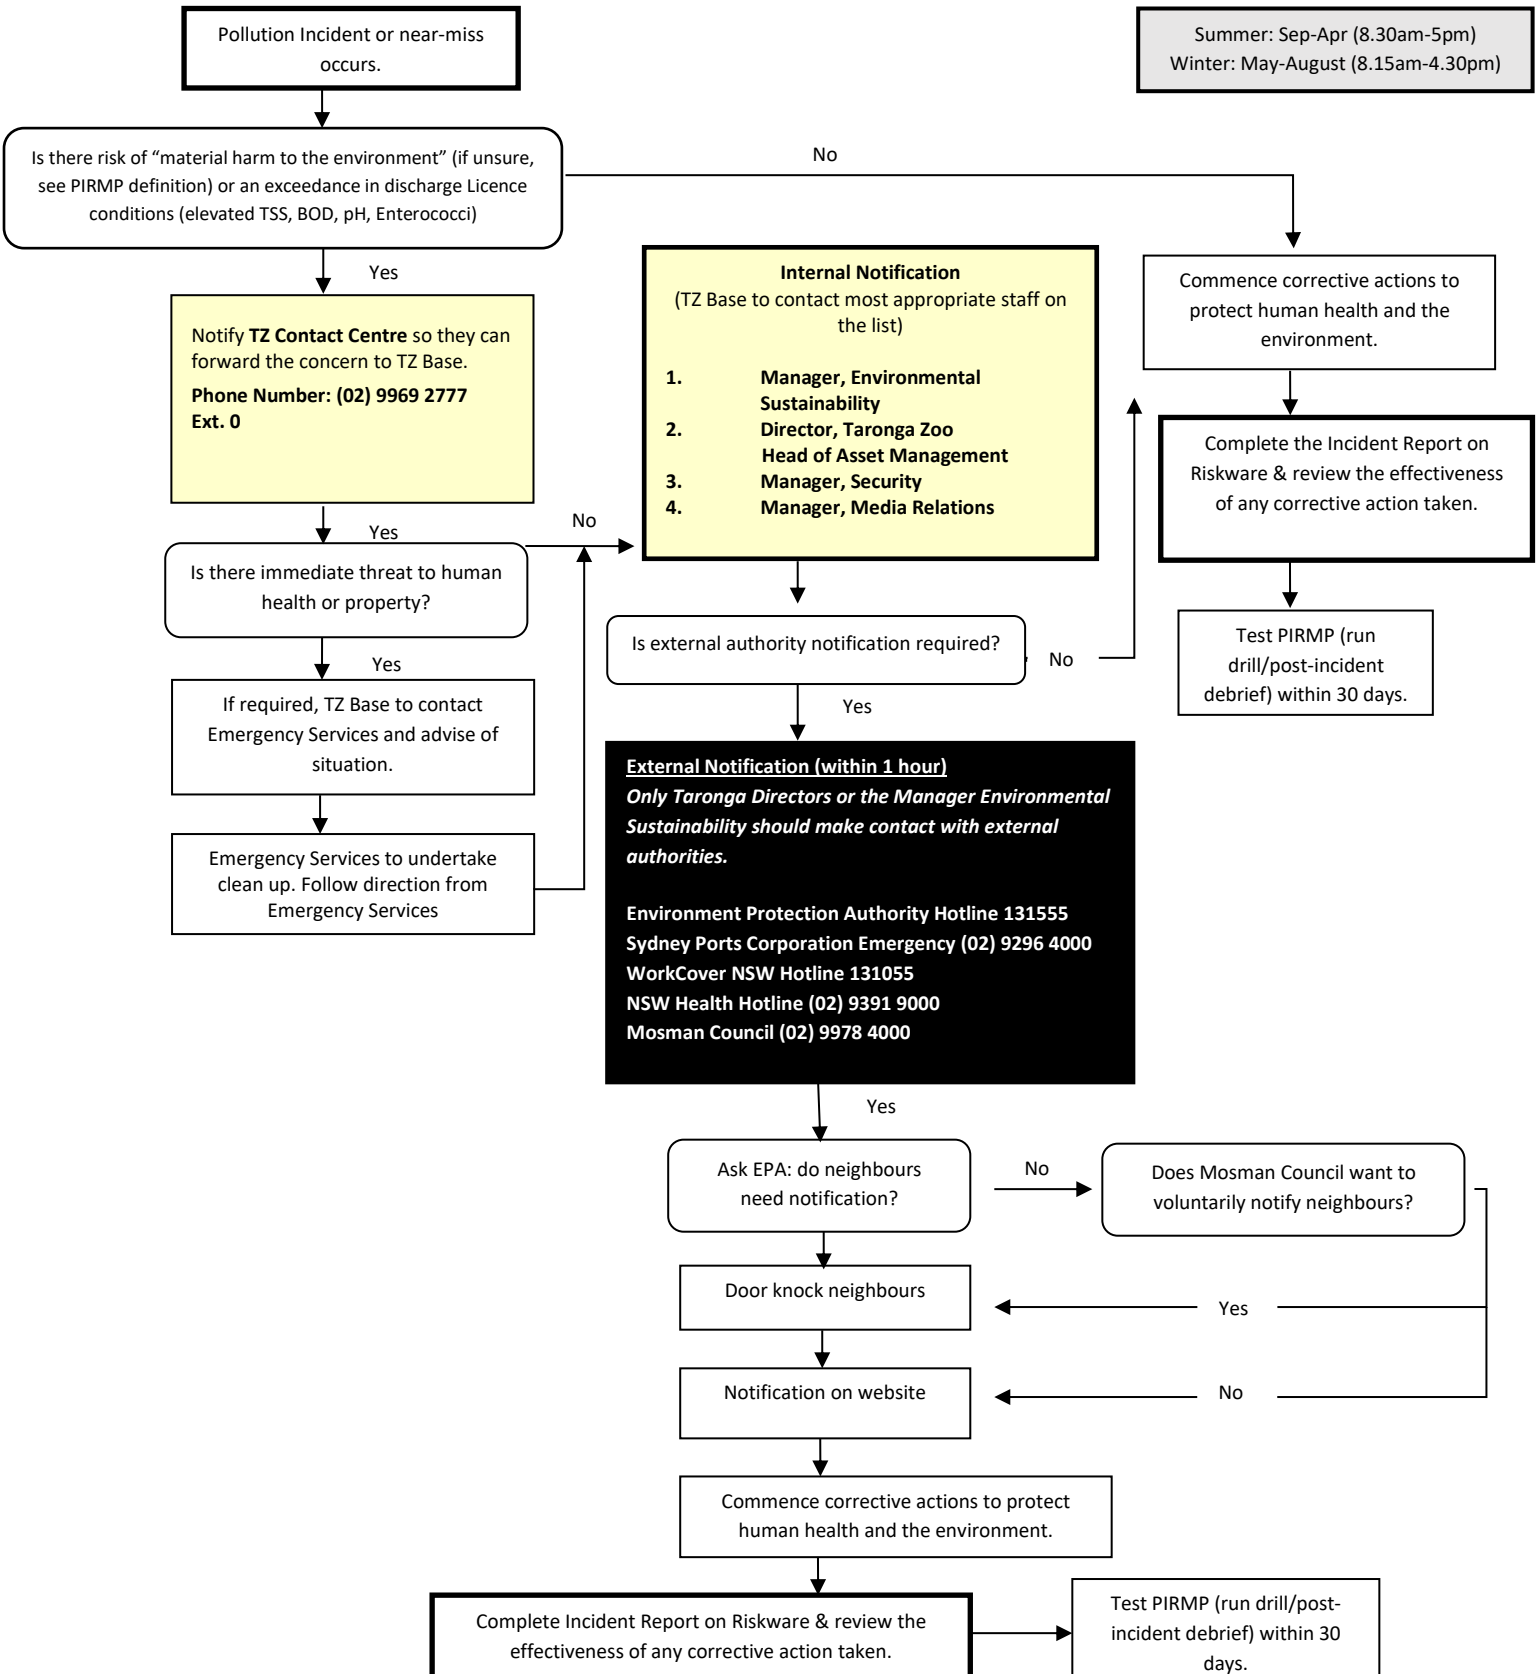 Pollution Incident or near-miss
occurs.
Summer: Sep-Apr (8.30am-5pm)
Winter: May-August (8.15am-4.30pm)
Is there risk of “material harm to the environment” (if unsure,
see PIRMP definition) or an exceedance in discharge Licence
conditions (elevated TSS, BOD, pH, Enterococci)
No
Yes
Notify TZ Contact Centre so they can
forward the concern to TZ Base.
Phone Number: (02) 9969 2777
Ext. 0
Internal Notification
(TZ Base to contact most appropriate staff on
the list)
1. Manager, Environmental
Sustainability
2. Director, Taronga Zoo
Head of Asset Management
3. Manager, Security
4. Manager, Media Relations
Commence corrective actions to
protect human health and the
environment.
Complete the Incident Report on
Riskware & review the effectiveness
of any corrective action taken.
Test PIRMP (run
drill/post-incident
debrief) within 30 days.
Yes
No
Is there immediate threat to human
health or property?
Yes
If required, TZ Base to contact
Emergency Services and advise of
situation.
Emergency Services to undertake
clean up. Follow direction from
Emergency Services
Is external authority notification required?
No
Yes
External Notification (within 1 hour)
Only Taronga Directors or the Manager Environmental
Sustainability should make contact with external
authorities.
Environment Protection Authority Hotline 131555
Sydney Ports Corporation Emergency (02) 9296 4000
WorkCover NSW Hotline 131055
NSW Health Hotline (02) 9391 9000
Mosman Council (02) 9978 4000
Yes
Ask EPA: do neighbours
need notification?
No
Does Mosman Council want to
voluntarily notify neighbours?
Door knock neighbours
Yes
Notification on website
No
Commence corrective actions to protect
human health and the environment.
Complete Incident Report on Riskware & review the
effectiveness of any corrective action taken.
Test PIRMP (run drill/post-
incident debrief) within 30
days.